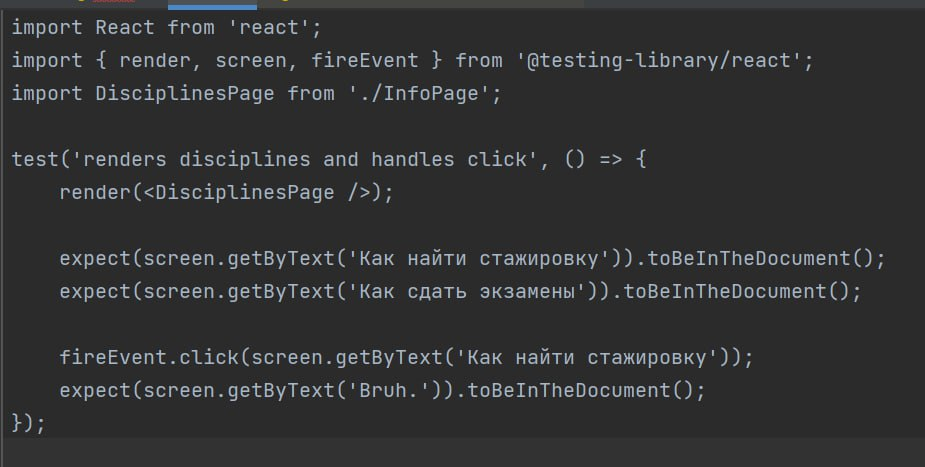 import React from 'react';
import { render, screen, fireEvent } from '@testing-library/react';
import DisciplinesPage from './InfoPage';
test('renders disciplines and handles click', () => {
render(<DisciplinesPage />);
expect(screen.getByText('Как найти стажировку')).toBeInTheDocument();
expect(screen.getByText('Как сдать экзамены')).toBeInTheDocument();
fireEvent.click(screen.getByText('Как найти стажировку'));
expect(screen.getByText('Bruh.')).toBeInTheDocument();
});